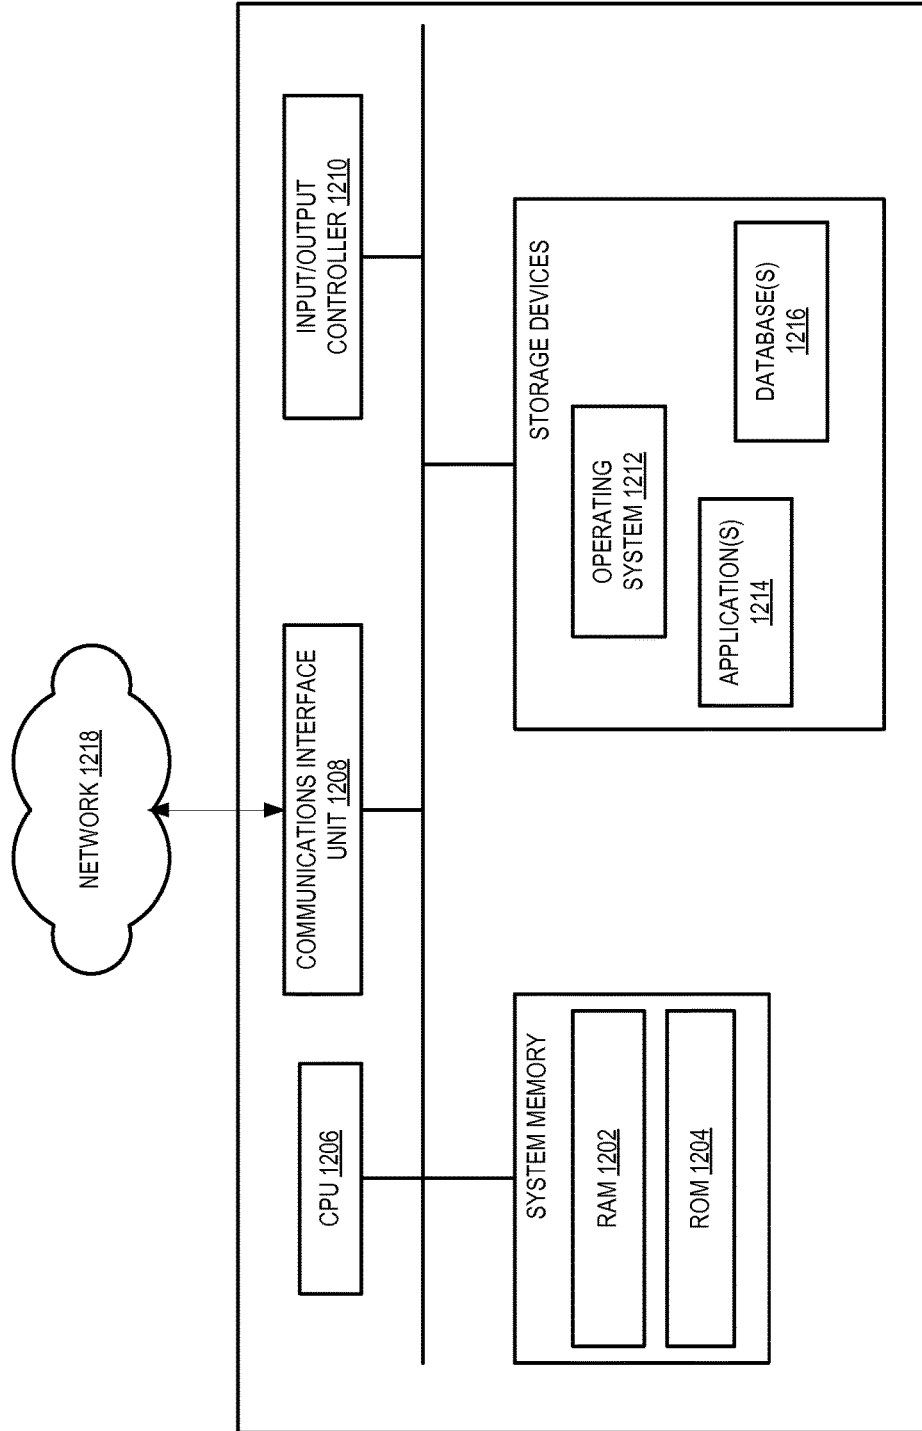 NETWORK 1218
CPU 1206
COMMUNICATIONS INTERFACE
UNIT 1208
INPUT/OUTPUT
CONTROLLER 1210
SYSTEM MEMORY
RAM 1202
ROM 1204
STORAGE DEVICES
OPERATING
SYSTEM 1212
APPLICATION(S)
1214
DATABASE(S)
1216